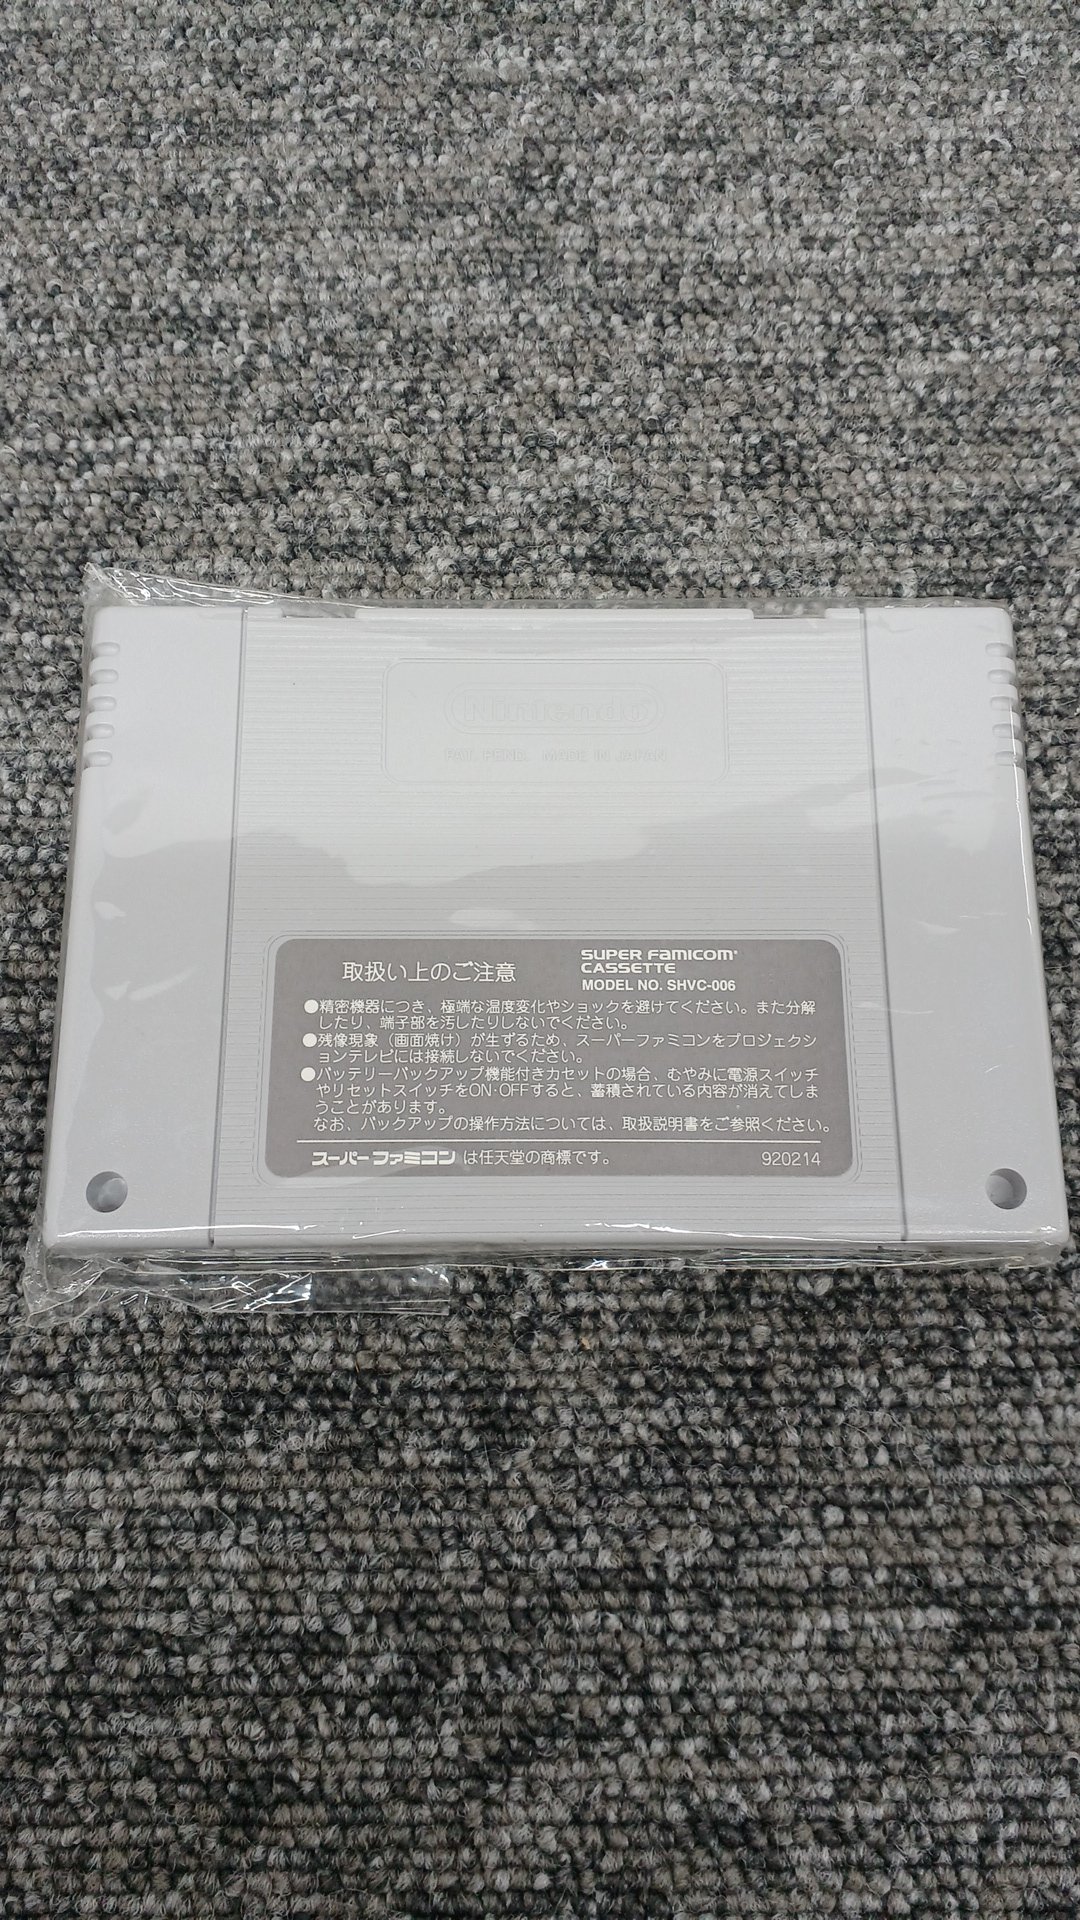 Nintendo
PAT. PEND. MADE IN JAPAN
取扱い上のご注意
SUPER FAMICOM
CASSETTE
MODEL NO. SHVC-006
●精密機器につき、極端な温度変化やショックを避けてください。また分解
したり、端子部を汚したりしないでください。
●残像現象（画面焼け）が生ずるため、スーパーファミコンをプロジェクシ
ョンテレビには接続しないでください。
●バッテリーバックアップ機能付きカセットの場合、むやみに電源スイッチ
やリセットスイッチをON・OFFすると、蓄積されている内容が消えてしま
うことがあります。
なお、バックアップの操作方法については、取扱説明書をご参照ください。
スーパーファミコンは任天堂の商標です。
920214